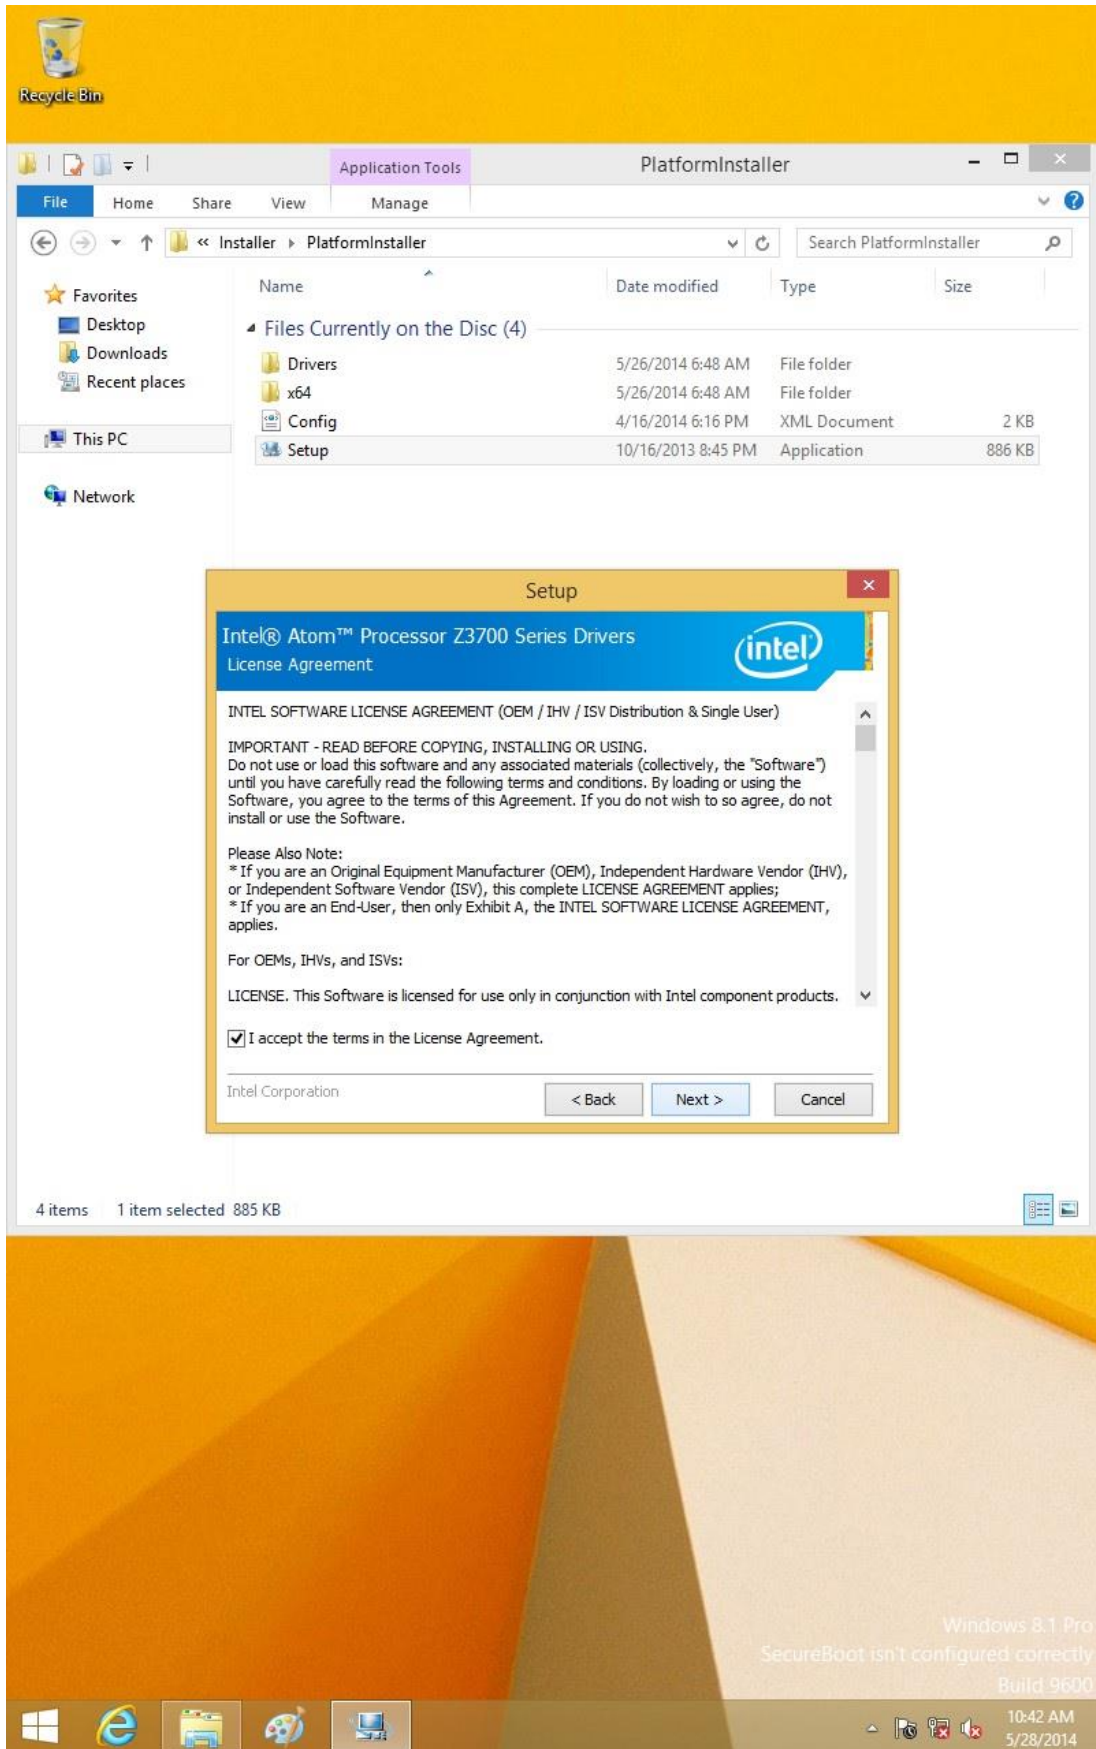 Recycle Bin
Application Tools
PlatformInstaller
File
Home
Share
View
Manage
« Installer
PlatformInstaller
Search PlatformInstaller
Name
Date modified
Type
Size
Favorites
Desktop
Downloads
Recent places
This PC
Network
Files Currently on the Disc (4)
Drivers 5/26/2014 6:48 AM File folder
x64 5/26/2014 6:48 AM File folder
Config 4/16/2014 6:16 PM XML Document 2 KB
Setup 10/16/2013 8:45 PM Application 886 KB
Setup
Intel® Atom™ Processor Z3700 Series Drivers
License Agreement
intel
INTEL SOFTWARE LICENSE AGREEMENT (OEM / IHV / ISV Distribution & Single User)
IMPORTANT - READ BEFORE COPYING, INSTALLING OR USING.
Do not use or load this software and any associated materials (collectively, the "Software")
until you have carefully read the following terms and conditions. By loading or using the
Software, you agree to the terms of this Agreement. If you do not wish to so agree, do not
install or use the Software.
Please Also Note:
* If you are an Original Equipment Manufacturer (OEM), Independent Hardware Vendor (IHV),
or Independent Software Vendor (ISV), this complete LICENSE AGREEMENT applies;
* If you are an End-User, then only Exhibit A, the INTEL SOFTWARE LICENSE AGREEMENT,
applies.
For OEMs, IHVs, and ISVs:
LICENSE. This Software is licensed for use only in conjunction with Intel component products.
I accept the terms in the License Agreement.
Intel Corporation
< Back
Next >
Cancel
4 items 1 item selected 885 KB
Windows 8.1 Pro
SecureBoot isn't configured correctly
Build 9600
10:42 AM
5/28/2014